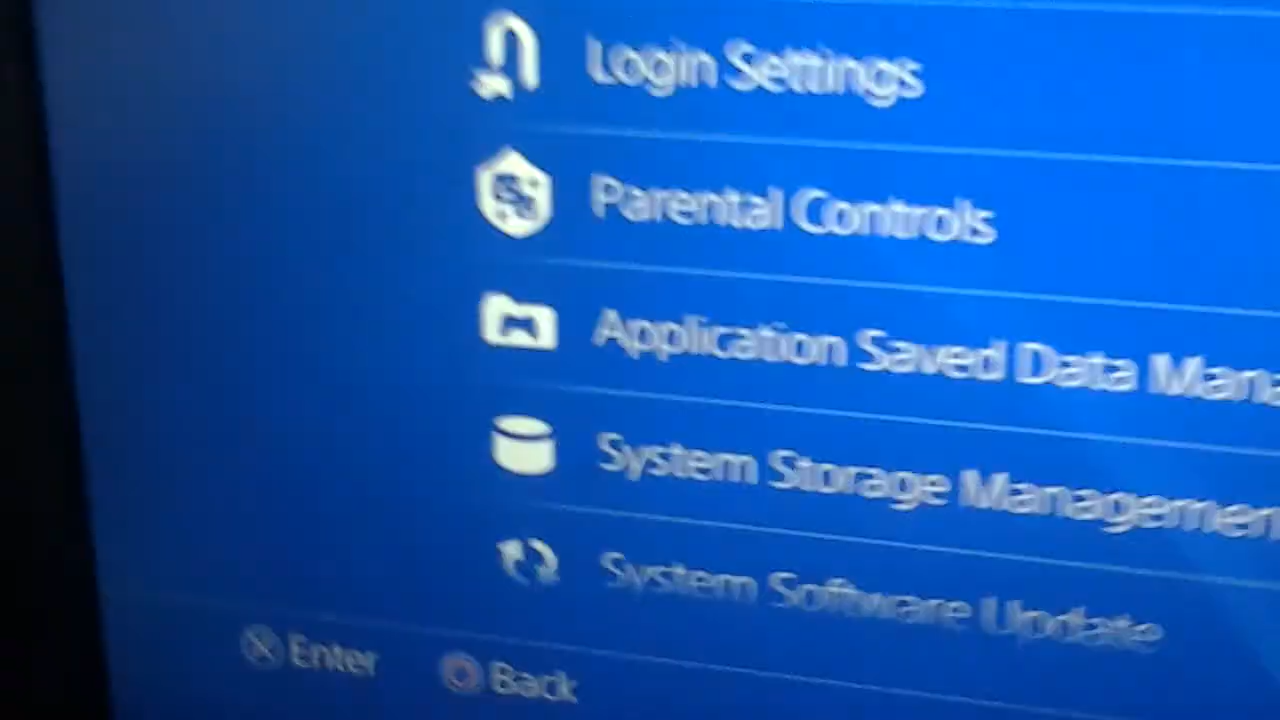 Login Settings
Parental Controls
Application Saved Data Mana
System Storage Managemen
System Software Update
Enter Back